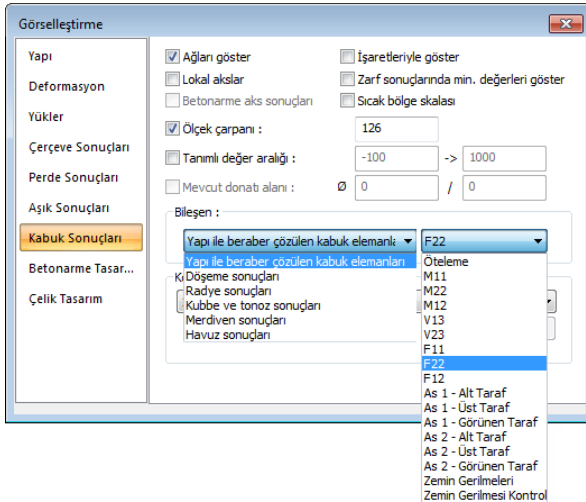 Görselleştirme
Yapı
Deformasyon
Yükler
Çerçeve Sonuçları
Perde Sonuçları
Aşık Sonuçları
Kabuk Sonuçları
Betonarme Tasar...
Çelik Tasarım
Ağları göster
İşaretleriyle göster
Lokal akslar
Zarf sonuçlarında min. değerleri göster
Betonarme aks sonuçları
Sıcak bölge skalası
Ölçek çarpanı :
126
Tanımlı değer aralığı :
-100
->
1000
Mevcut donatı alanı :
Ø
0
/
0
Bileşen :
Yapı ile beraber çözülen kabuk elemanla
F22
Yapı ile beraber çözülen kabuk elemanları
Döşeme sonuçları
Radye sonuçları
Kubbe ve tonoz sonuçları
Merdiven sonuçları
Havuz sonuçları
Öteleme
M11
M22
M12
V13
V23
F11
F22
F12
As 1 - Alt Taraf
As 1 - Üst Taraf
As 1 - Görünen Taraf
As 2 - Alt Taraf
As 2 - Üst Taraf
As 2 - Görünen Taraf
Zemin Gerilmeleri
Zemin Gerilmesi Kontrol